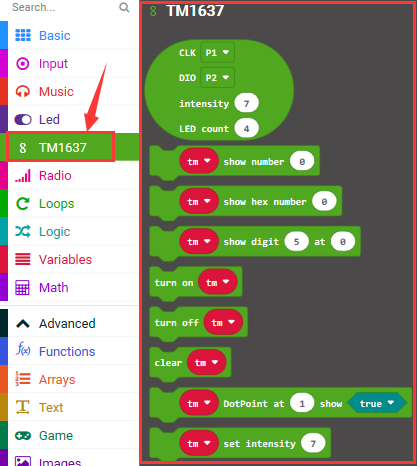 Search...
Basic
Input
Music
Led
8 TM1637
Radio
Loops
Logic
Variables
Math
Advanced
Functions
Arrays
Text
Game
Images
8 TM1637
CLK P1
DIO P2
intensity 7
LED count 4
tm show number 0
tm show hex number 0
tm show digit 5 at 0
turn on tm
turn off tm
clear tm
tm DotPoint at 1 show true
tm set intensity 7